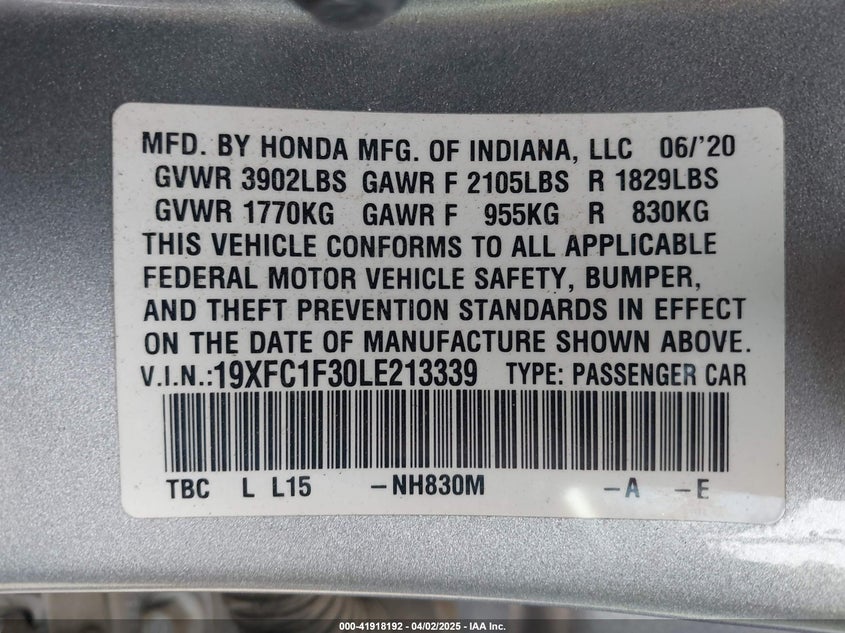 MFD. BY HONDA MFG. OF INDIANA, LLC 06/'20
GVWR 3902LBS GAWR F 2105LBS R 1829LBS
GVWR 1770KG GAWR F 955KG R 830KG
THIS VEHICLE CONFORMS TO ALL APPLICABLE
FEDERAL MOTOR VEHICLE SAFETY, BUMPER,
AND THEFT PREVENTION STANDARDS IN EFFECT
ON THE DATE OF MANUFACTURE SHOWN ABOVE.
V.I.N.:19XFC1F30LE213339 TYPE: PASSENGER CAR
TBC L L15 -NH830M -A -E
000-41918192 - 04/02/2025 - IAA Inc.